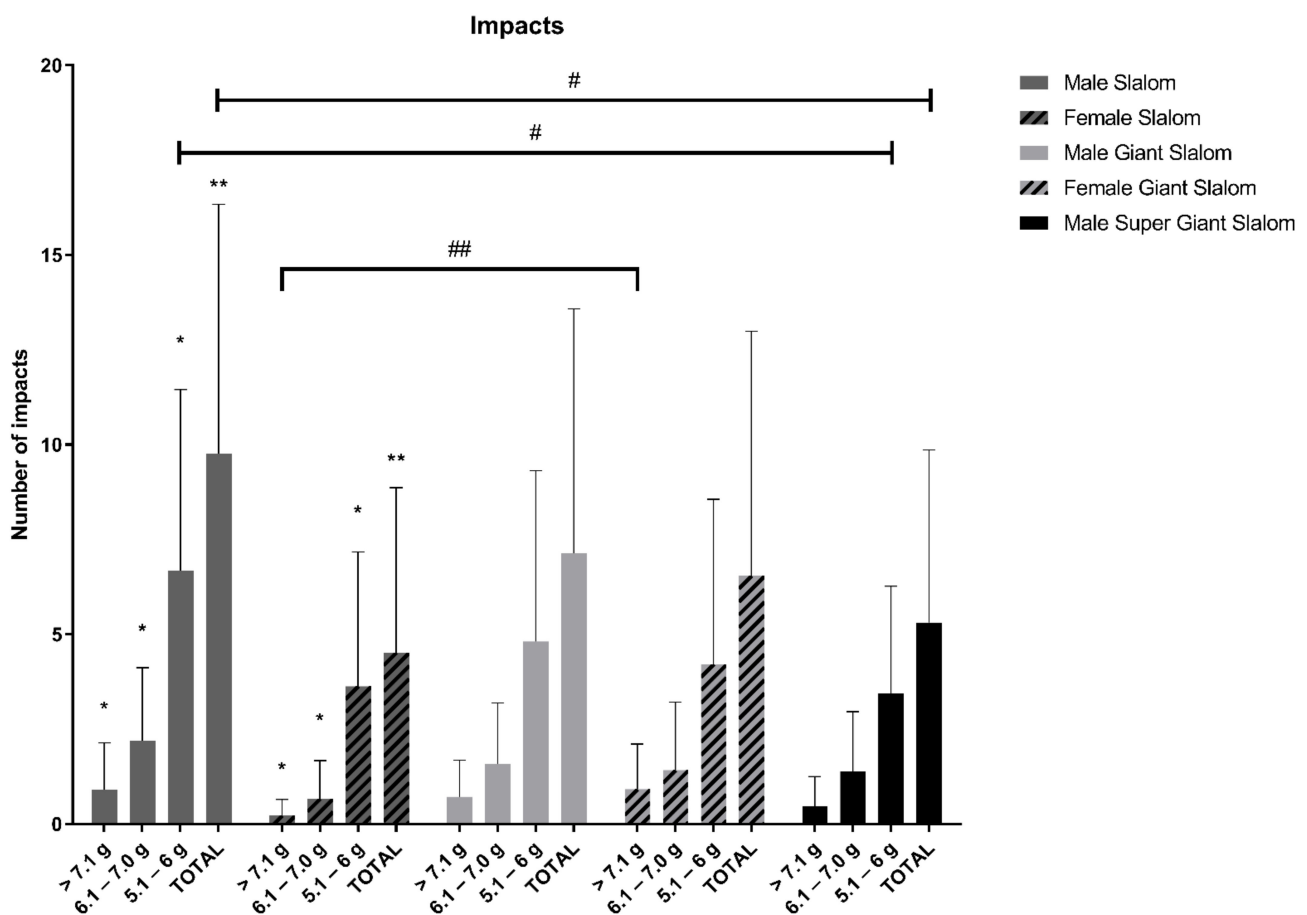 Impacts
20
15
10
5
0
Number of impacts
#
#
**
##
*
**
*
*
*
*
*
> 7.1 g
6.1 – 7.0 g
5.1 – 6 g
TOTAL
> 7.1 g
6.1 – 7.0 g
5.1 – 6 g
TOTAL
> 7.1 g
6.1 – 7.0 g
5.1 – 6 g
TOTAL
> 7.1 g
6.1 – 7.0 g
5.1 – 6 g
TOTAL
> 7.1 g
6.1 – 7.0 g
5.1 – 6 g
TOTAL
Male Slalom
Female Slalom
Male Giant Slalom
Female Giant Slalom
Male Super Giant Slalom